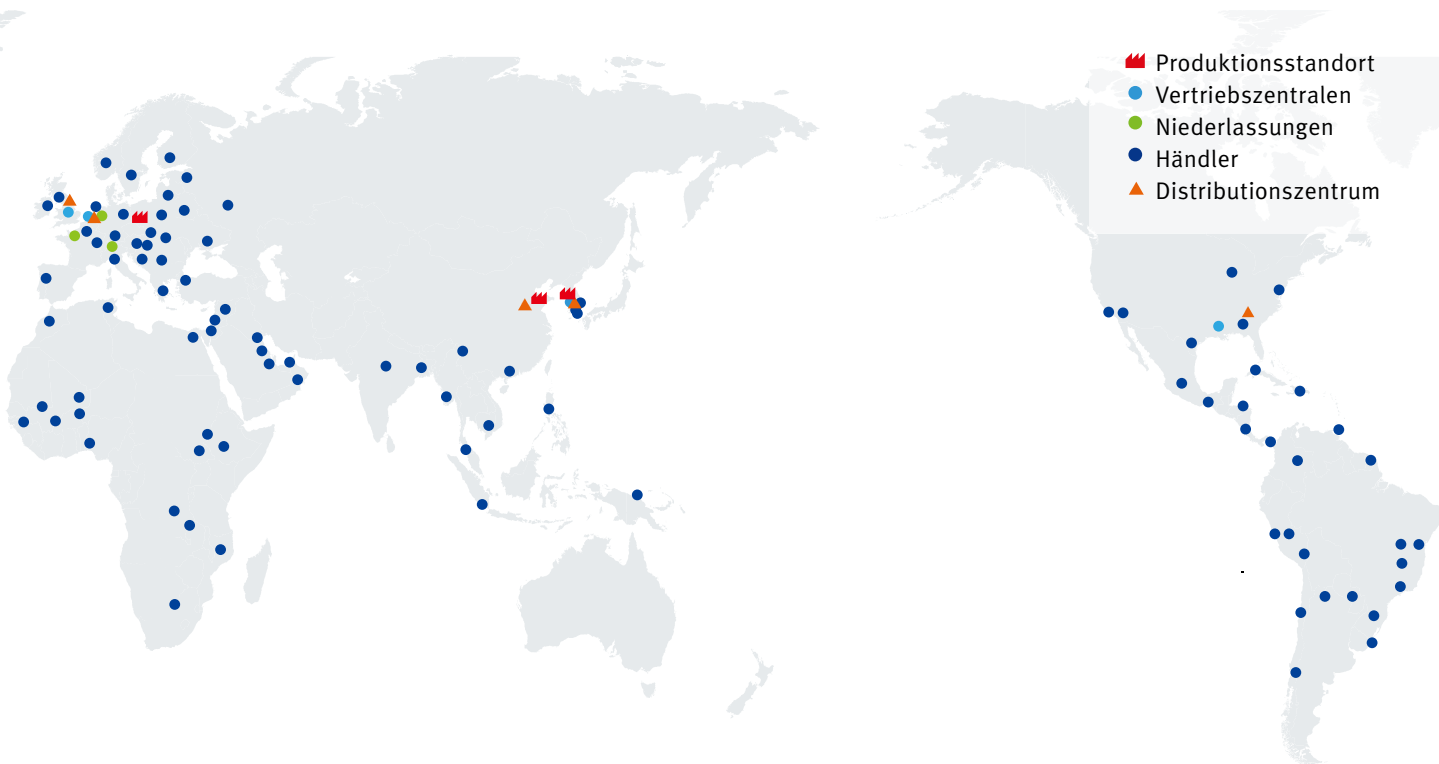 Produktionsstandort
Vertriebszentralen
Niederlassungen
Händler
Distributionszentrum